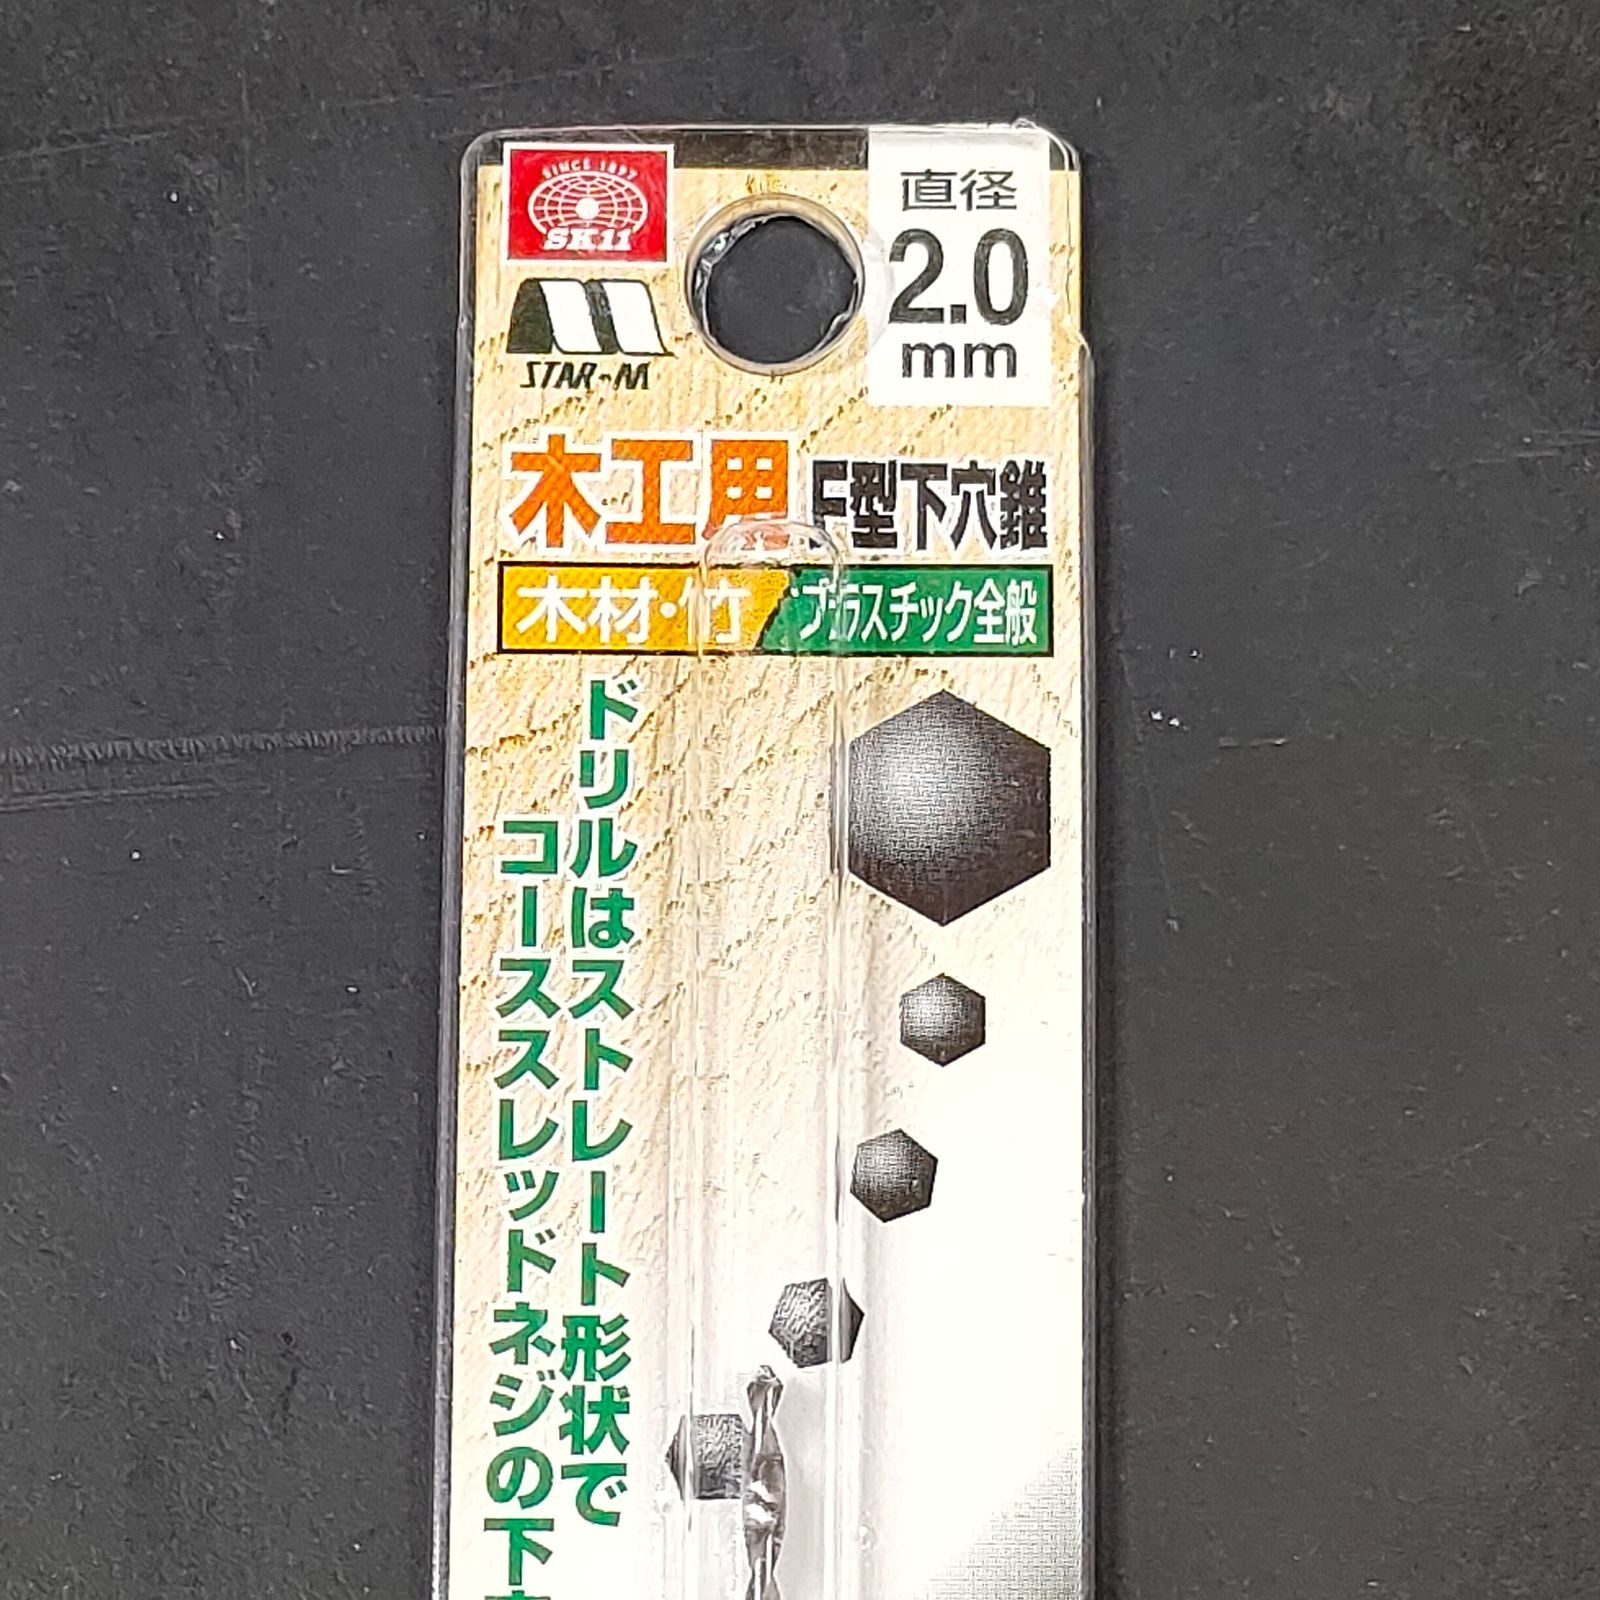 SINCE 1897
SK11
STAR-M
直径
2.0
mm
木工用 F型下穴錐
木材・竹 プラスチック全般
ドリルはストレート形状で
コーススレッドネジの下